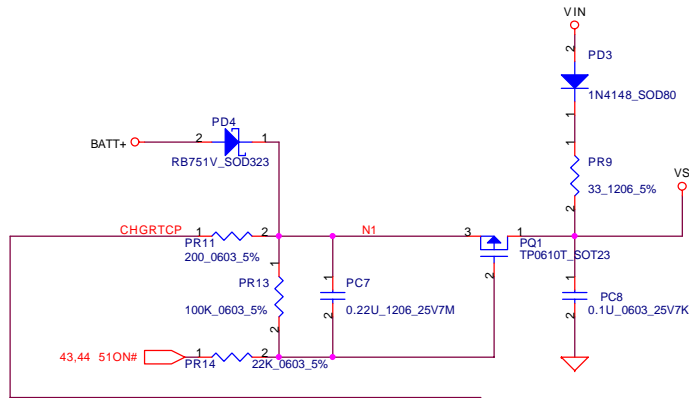 VIN
2
PD3
1N4148_SOD80
1
1
PR9
33_1206_5%
2
VS
PD4
BATT+
2
1
RB751V_SOD323
CHGRTCP
1
2
N1
3
1
PR11
200_0603_5%
PQ1
TP0610T_SOT23
2
1
PR13
100K_0603_5%
2
1
PC7
0.22U_1206_25V7M
2
1
PC8
0.1U_0603_25V7K
2
43,44 51ON#
1
2
PR14
22K_0603_5%